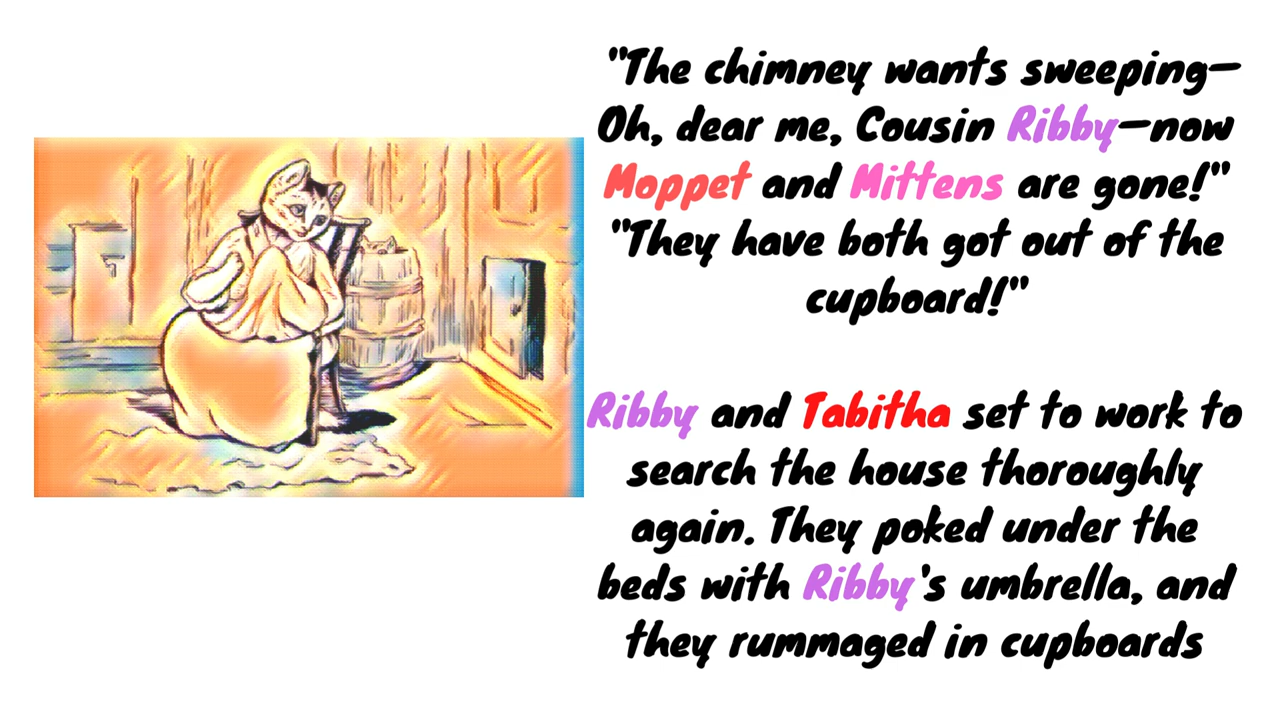 "The chimney wants sweeping—
Oh, dear me, Cousin Ribby—now
Moppet and Mittens are gone!"
"They have both got out of the
cupboard!"
Ribby and Tabitha set to work to
search the house thoroughly
again. They poked under the
beds with Ribby's umbrella, and
they rummaged in cupboards